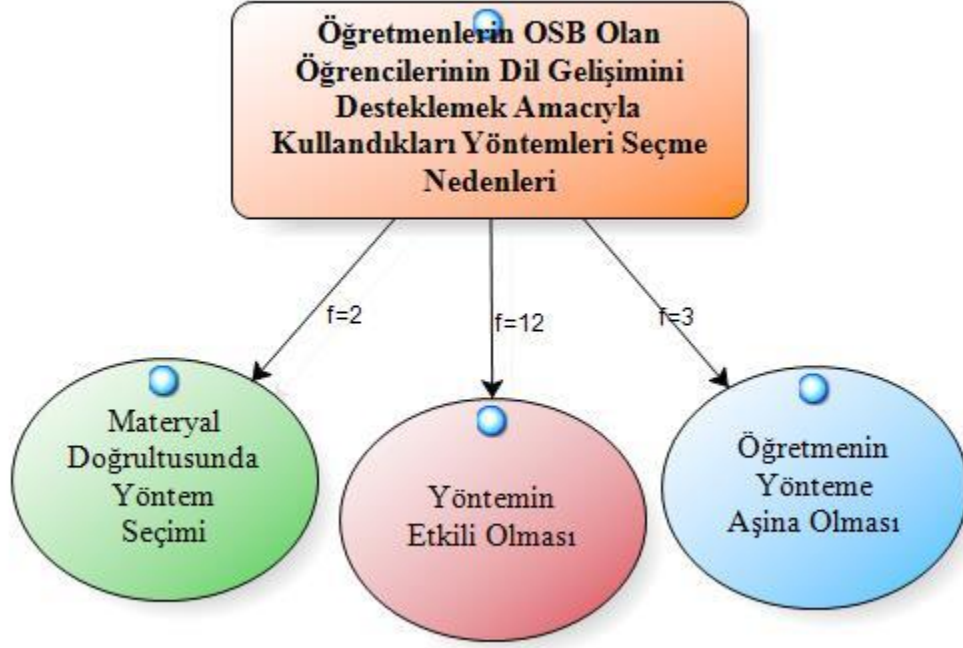 Öğretmenlerin OSB Olan
Öğrencilerinin Dil Gelişimini
Desteklemek Amacıyla
Kullandıkları Yöntemleri Seçme
Nedenleri
f=2
f=12
f=3
Materyal
Doğrultusunda
Yöntem
Seçimi
Yöntemin
Etkili Olması
Öğretmenin
Yönteme
Aşina Olması